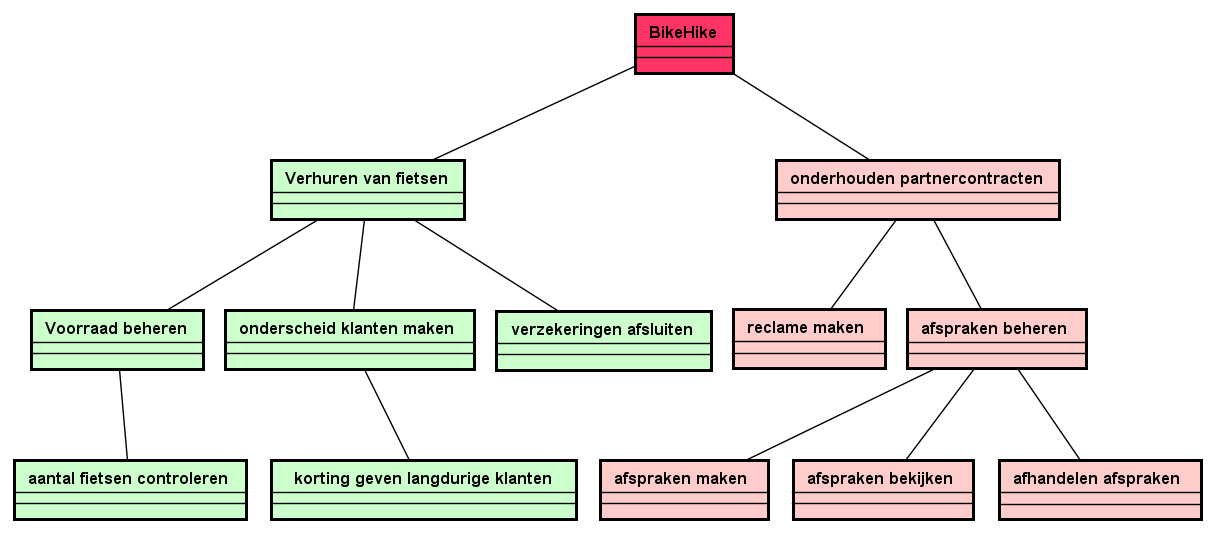 BikeHike
Verhuren van fietsen
onderhouden partnercontracten
Voorraad beheren
onderscheid klanten maken
verzekeringen afsluiten
reclame maken
afspraken beheren
aantal fietsen controleren
korting geven langdurige klanten
afspraken maken
afspraken bekijken
afhandelen afspraken